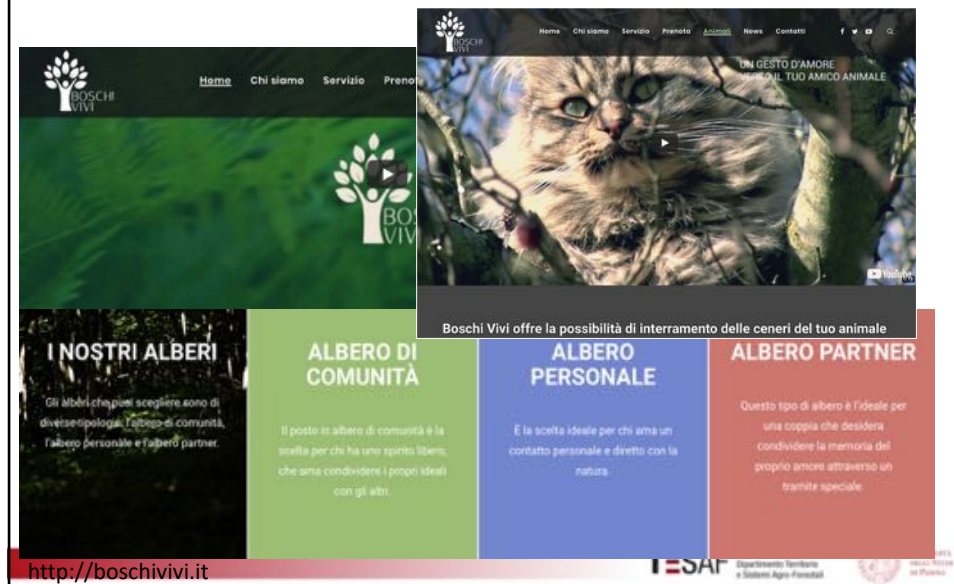 BOSCHI
VIVI
Home Chi siamo Servizio Prenota
Home Chi siamo Servizio Prenota Animali News Contatti
BOSCHI
VIVI
UN GESTO D'AMORE
VERSO IL TUO AMICO ANIMALE
YouTube
Boschi Vivi offre la possibilità di interramento delle ceneri del tuo animale
I NOSTRI ALBERI
Gli alberi che puoi scegliere sono di
diverse tipologie: l'albero di comunità,
l'albero personale e l'albero partner.
ALBERO DI
COMUNITÀ
Il posto in albero di comunità è la
scelta per chi ha uno spirito libero,
che ama condividere i propri ideali
con gli altri.
ALBERO
PERSONALE
È la scelta ideale per chi ama un
contatto personale e diretto con la
natura.
ALBERO PARTNER
Questo tipo di albero è l'ideale per
una coppia che desidera
condividere la memoria del
proprio amore attraverso un
tramite speciale.
http://boschivivi.it
TESAF
Dipartimento Territorio
e Sistemi Agro-Forestali